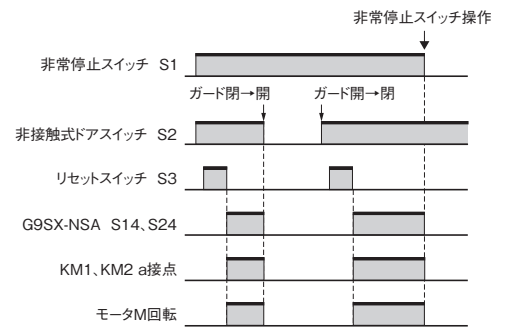 非常停止スイッチ操作
非常停止スイッチ S1
ガード閉→開 ガード開→閉
非接触式ドアスイッチ S2
リセットスイッチ S3
G9SX-NSA S14、S24
KM1、KM2 a接点
モータM回転